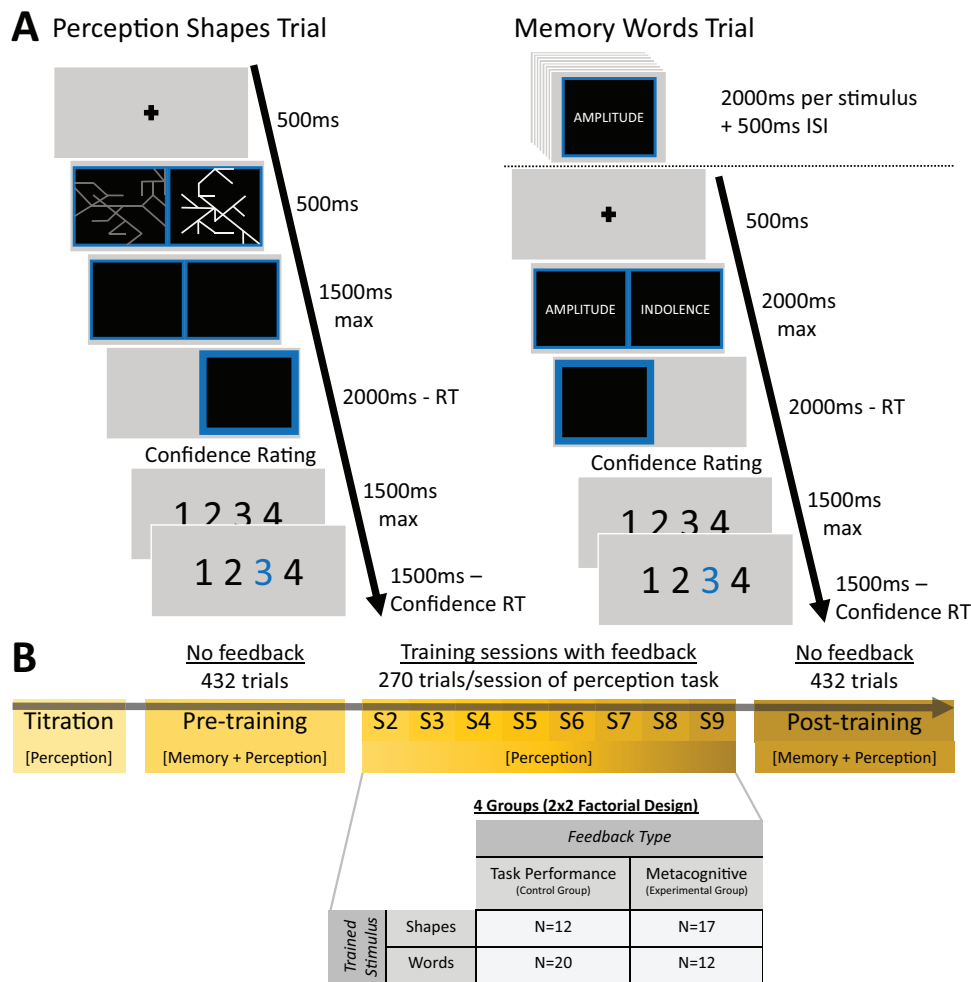 A Perception Shapes Trial
500ms
500ms
1500ms
max
2000ms - RT
Confidence Rating
1 2 3 4
1500ms
max
1 2 3 4
1500ms –
Confidence RT
Memory Words Trial
AMPLITUDE
2000ms per stimulus
+ 500ms ISI
500ms
AMPLITUDE INDOLENCE
2000ms
max
2000ms - RT
Confidence Rating
1 2 3 4
1500ms
max
1 2 3 4
1500ms –
Confidence RT
B
No feedback
432 trials
Training sessions with feedback
270 trials/session of perception task
No feedback
432 trials
Titration
Pre-training
S2 S3 S4 S5 S6 S7 S8 S9
Post-training
[Perception]
[Memory + Perception]
[Perception]
[Memory + Perception]
4 Groups (2x2 Factorial Design)
Feedback Type
Task Performance
(Control Group)
Metacognitive
(Experimental Group)
Trained
Stimulus
Shapes N=12 N=17
Words N=20 N=12